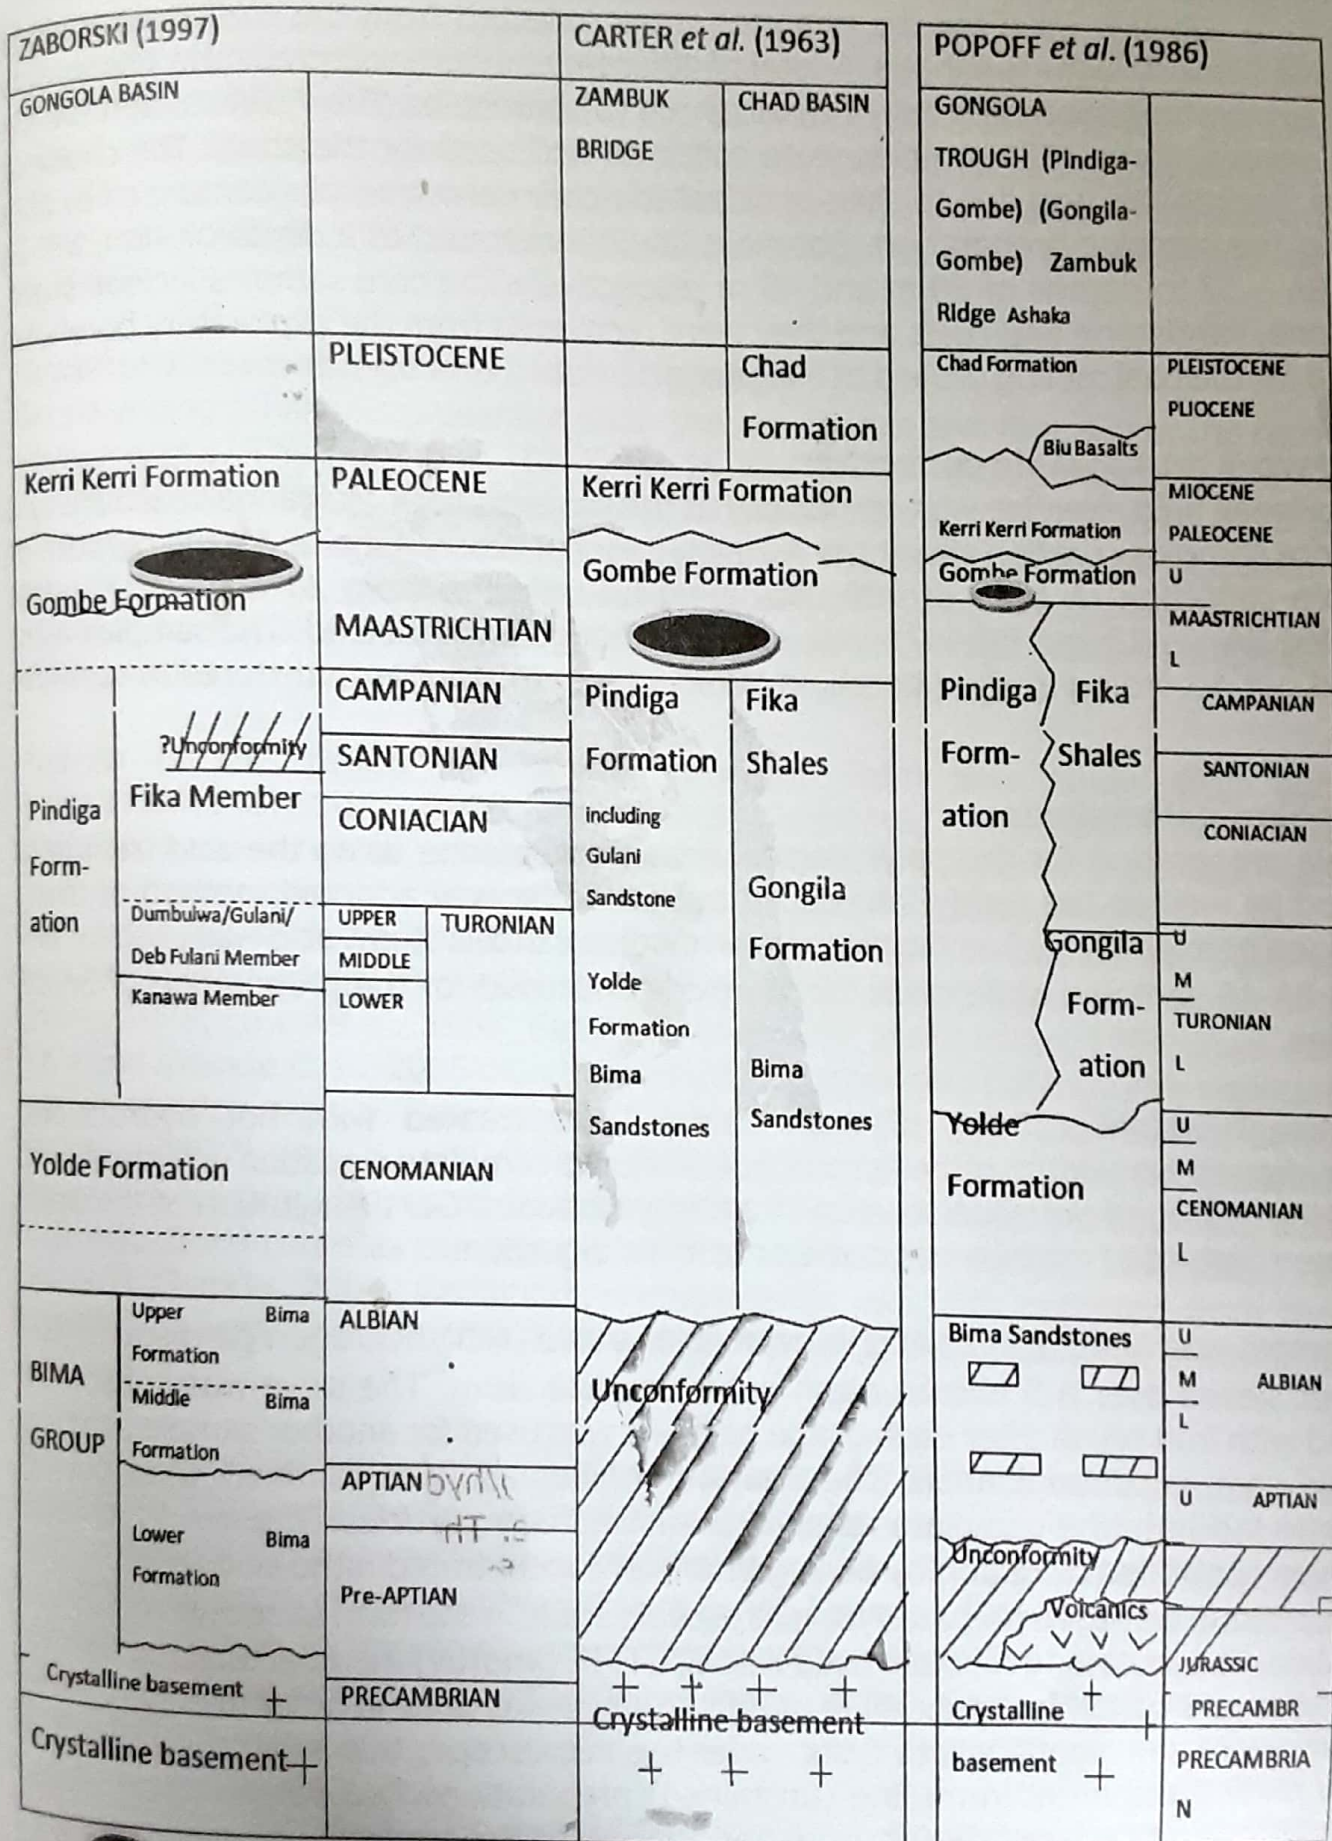 ZABORSKI (1997)
GONGOLA BASIN
PLEISTOCENE
Kerri Kerri Formation
PALEOCENE
Gombe Formation
MAASTRICHTIAN
CAMPANIAN
?Unconformity
SANTONIAN
Fika Member
CONIACIAN
Pindiga
Form-
ation
Dumbulwa/Gulani/
Deb Fulani Member
Kanawa Member
UPPER
MIDDLE
LOWER
TURONIAN
Yolde Formation
CENOMANIAN
BIMA
GROUP
Upper Bima
Formation
Middle Bima
Formation
Lower Bima
Formation
ALBIAN
APTIAN
Pre-APTIAN
Crystalline basement
PRECAMBRIAN
Crystalline basement
CARTER et al. (1963)
ZAMBUK
BRIDGE
CHAD BASIN
Chad
Formation
Kerri Kerri Formation
Gombe Formation
Pindiga
Formation
including
Gulani
Sandstone
Yolde
Formation
Bima
Sandstones
Fika
Shales
Gongila
Formation
Bima
Sandstones
Unconformity
Crystalline basement
POPOFF et al. (1986)
GONGOLA
TROUGH (Pindiga-
Gombe) (Gongila-
Gombe) Zambuk
Ridge Ashaka
Chad Formation
Biu Basalts
Kerri Kerri Formation
Gombe Formation
Pindiga
Form-
ation
Fika
Shales
Gongila
Form-
ation
Yolde
Formation
Bima Sandstones
Unconformity
Volcanics
Crystalline
basement
PLEISTOCENE
PLIOCENE
MIOCENE
PALEOCENE
U
MAASTRICHTIAN
L
CAMPANIAN
SANTONIAN
CONIACIAN
U
M
TURONIAN
L
U
M
CENOMANIAN
L
U
M ALBIAN
L
U APTIAN
JURASSIC
PRECAMBR
PRECAMBRIA
N